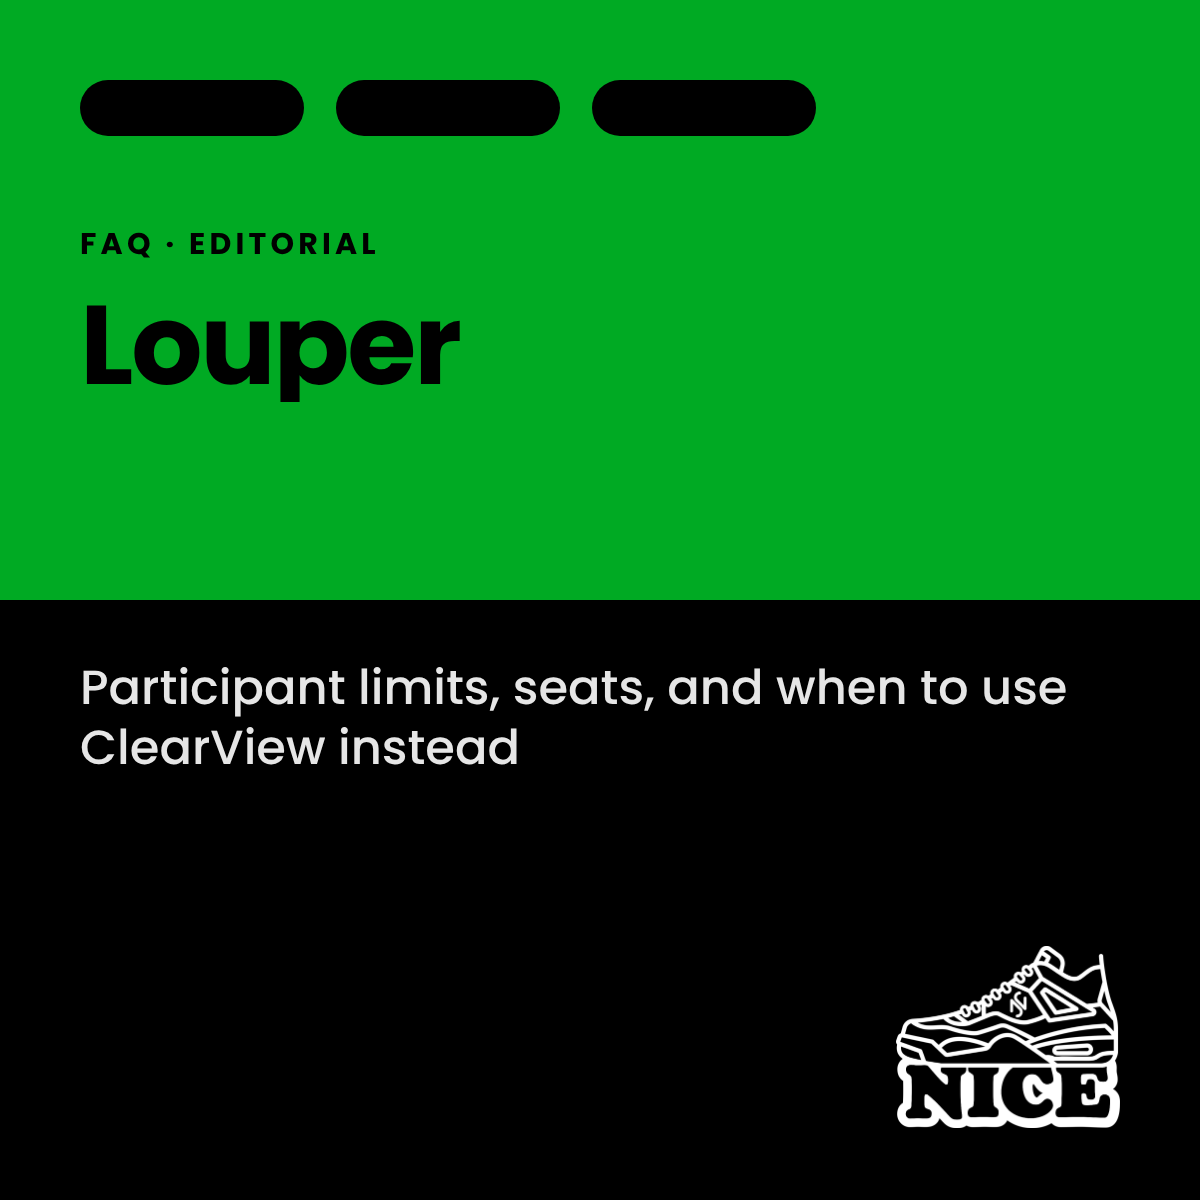 FAQ · EDITORIAL
Louper
Participant limits, seats, and when to use
ClearView instead
NICE